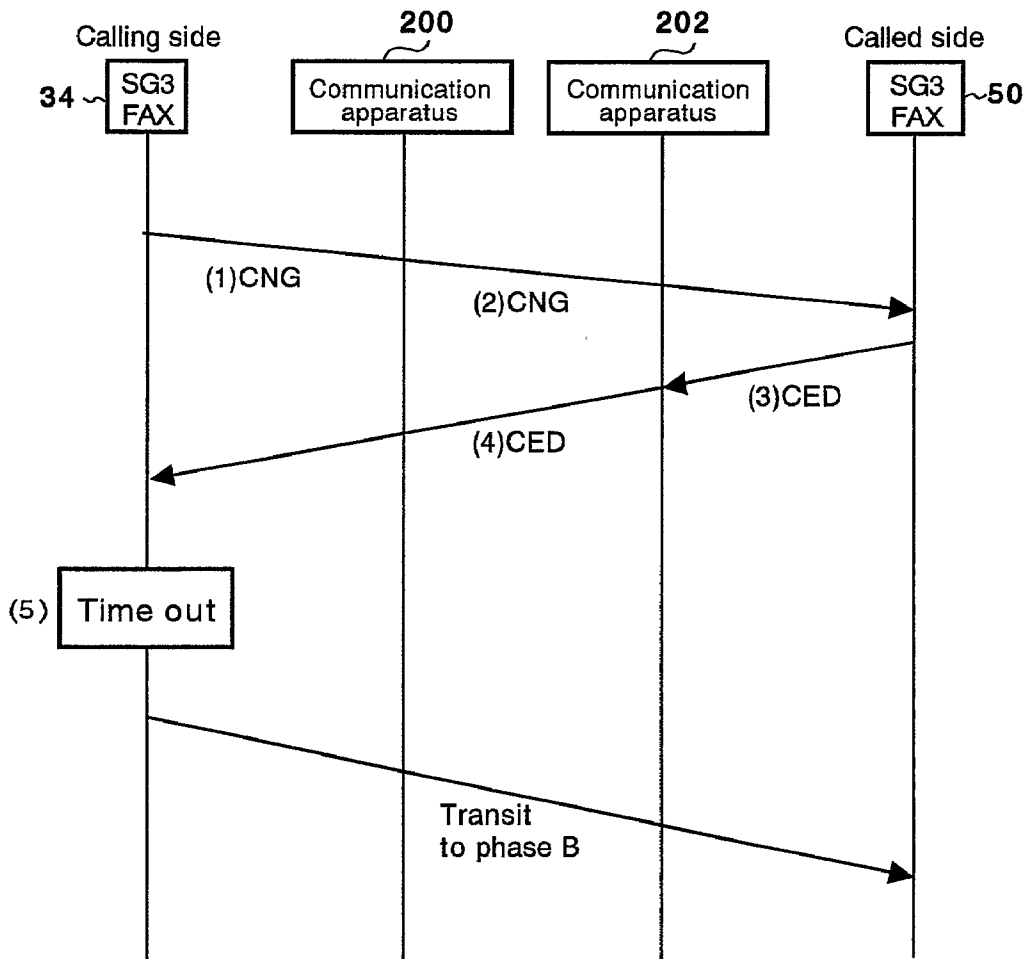 200
202
Calling side
Called side
34
SG3
FAX
Communication
apparatus
Communication
apparatus
SG3
FAX
50
(1)CNG
(2)CNG
(3)CED
(4)CED
(5)
Time out
Transit
to phase B